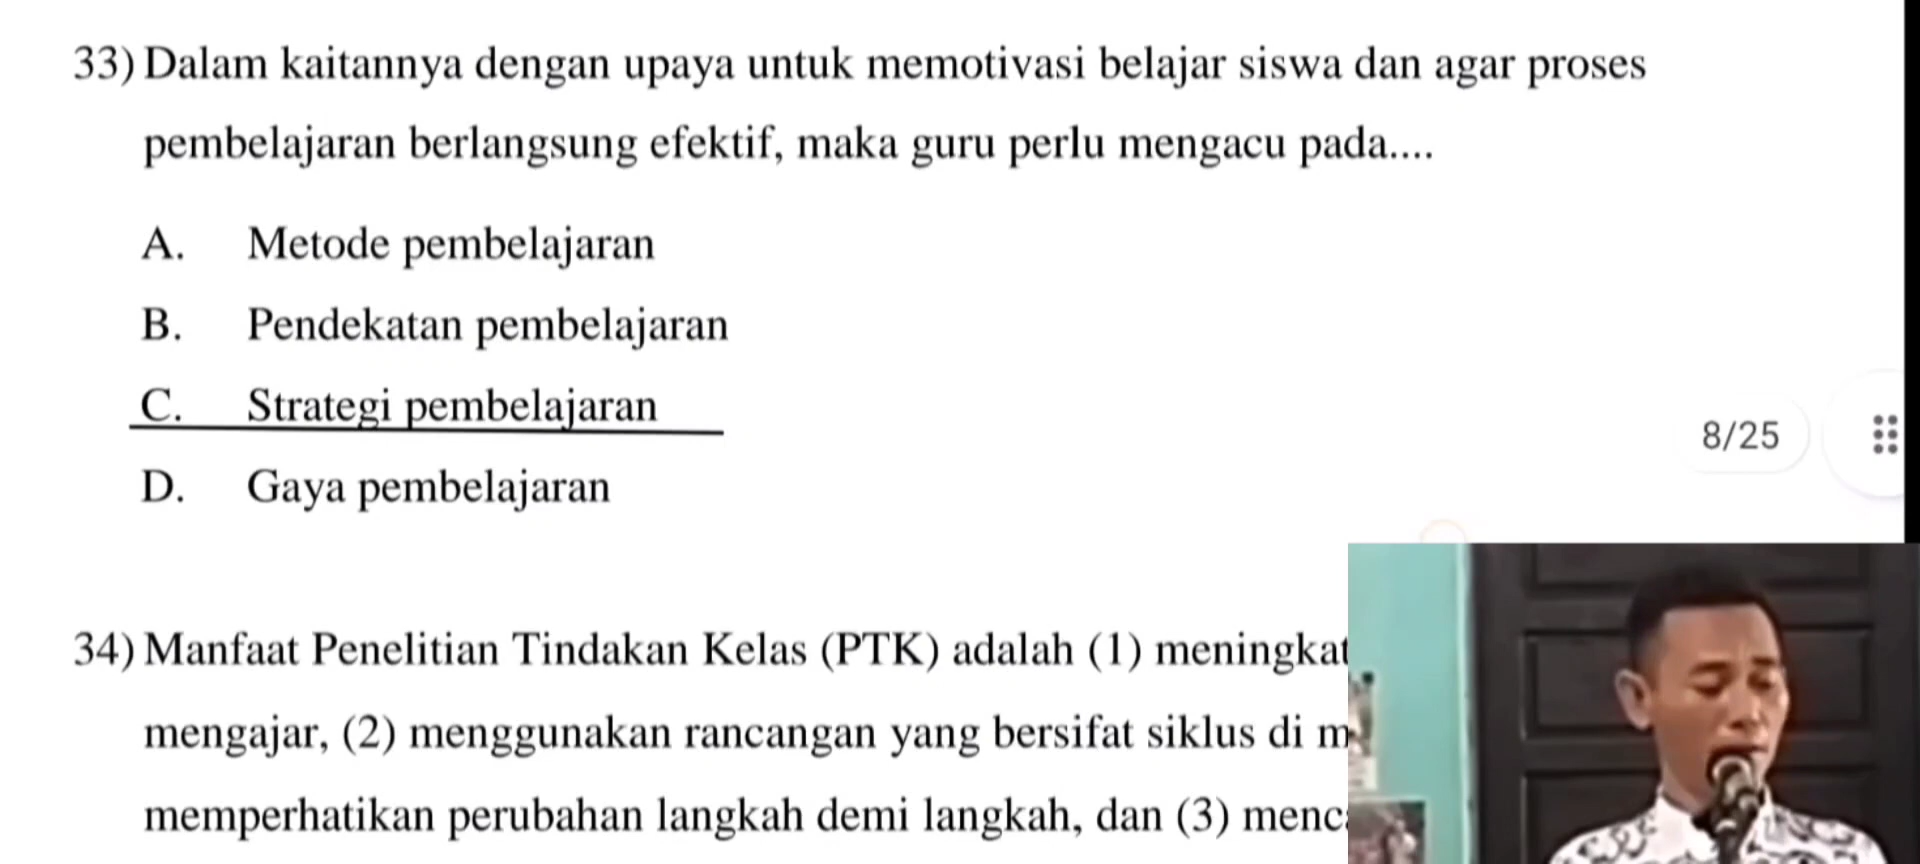 33) Dalam kaitannya dengan upaya untuk memotivasi belajar siswa dan agar proses
pembelajaran berlangsung efektif, maka guru perlu mengacu pada....
A. Metode pembelajaran
B. Pendekatan pembelajaran
C. Strategi pembelajaran
D. Gaya pembelajaran
8/25
34) Manfaat Penelitian Tindakan Kelas (PTK) adalah (1)
mengajar, (2) menggunakan rancangan yang bersifat siklus di
memperhatikan perubahan langkah demi langkah, dan (3)